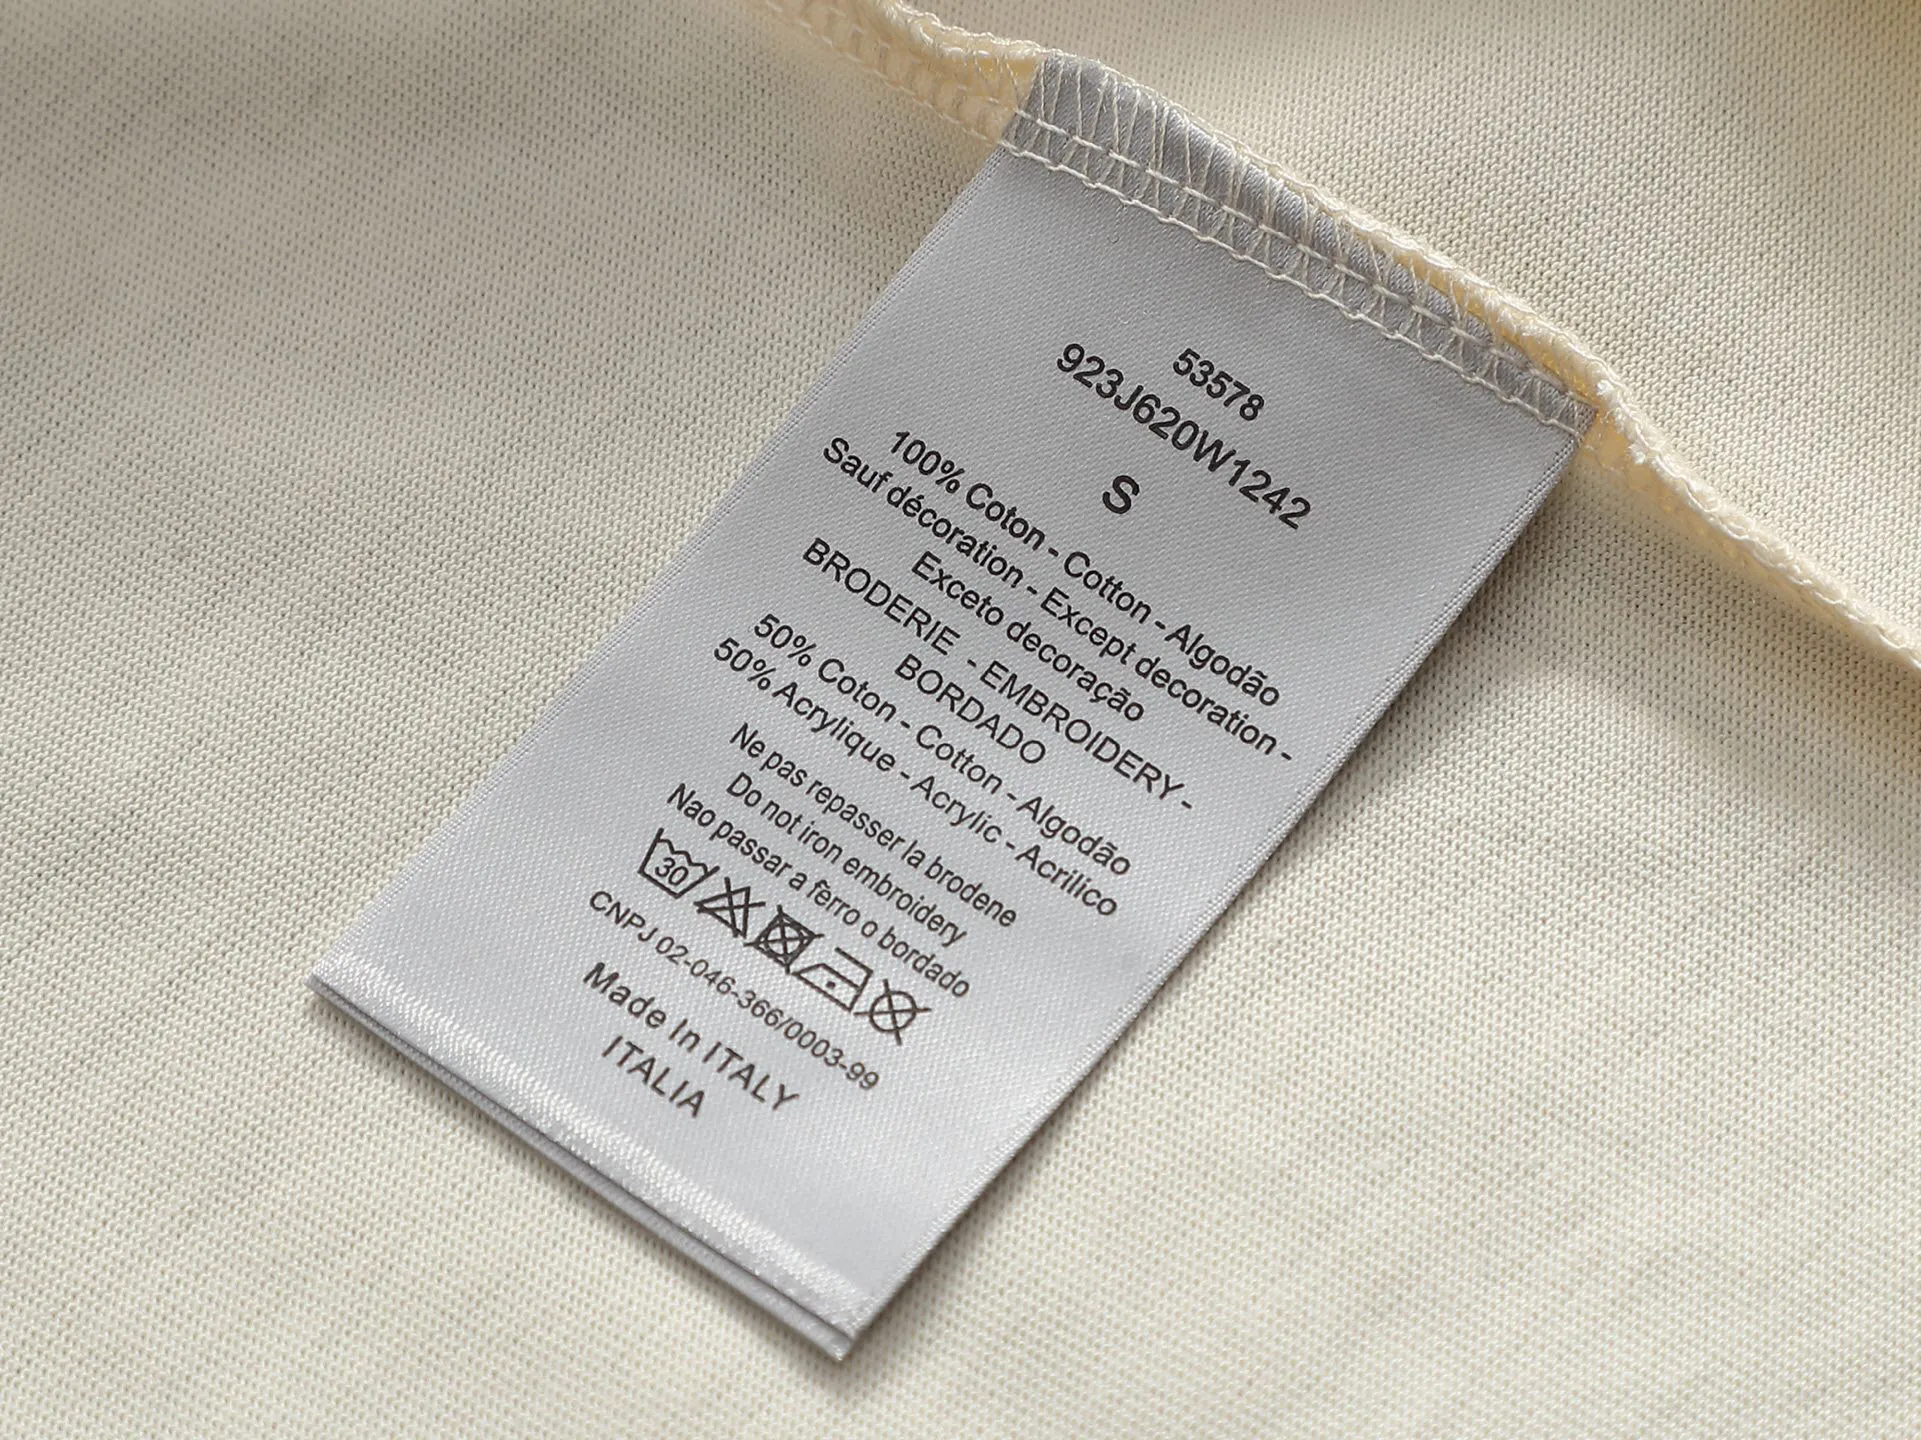 53578
923J620W1242
S
100% Coton - Cotton - Algodão
Sauf décoration - Except decoration -
Exceto decoração
BRODERIE - EMBROIDERY -
BORDADO
50% Coton - Cotton - Algodão
50% Acrylique - Acrylic - Acrilico
Ne pas repasser la brodene
Do not iron embroidery
Nao passar a ferro o bordado
30
CNPJ 02-046-366/0003-99
Made In ITALY
ITALIA